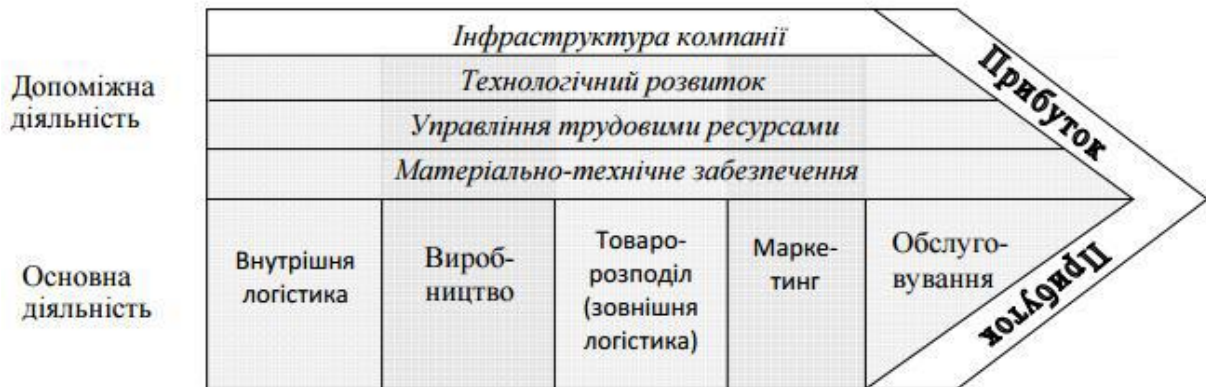 Інфраструктура компанії
Технологічний розвиток
Управління трудовими ресурсами
Матеріально-технічне забезпечення
Допоміжна
діяльність
Прибуток
Основна
діяльність
Внутрішня
логістика
Вироб-
ництво
Товаро-
розподіл
(зовнішня
логістика)
Марке-
тинг
Обслуго-
вування
Прибуток